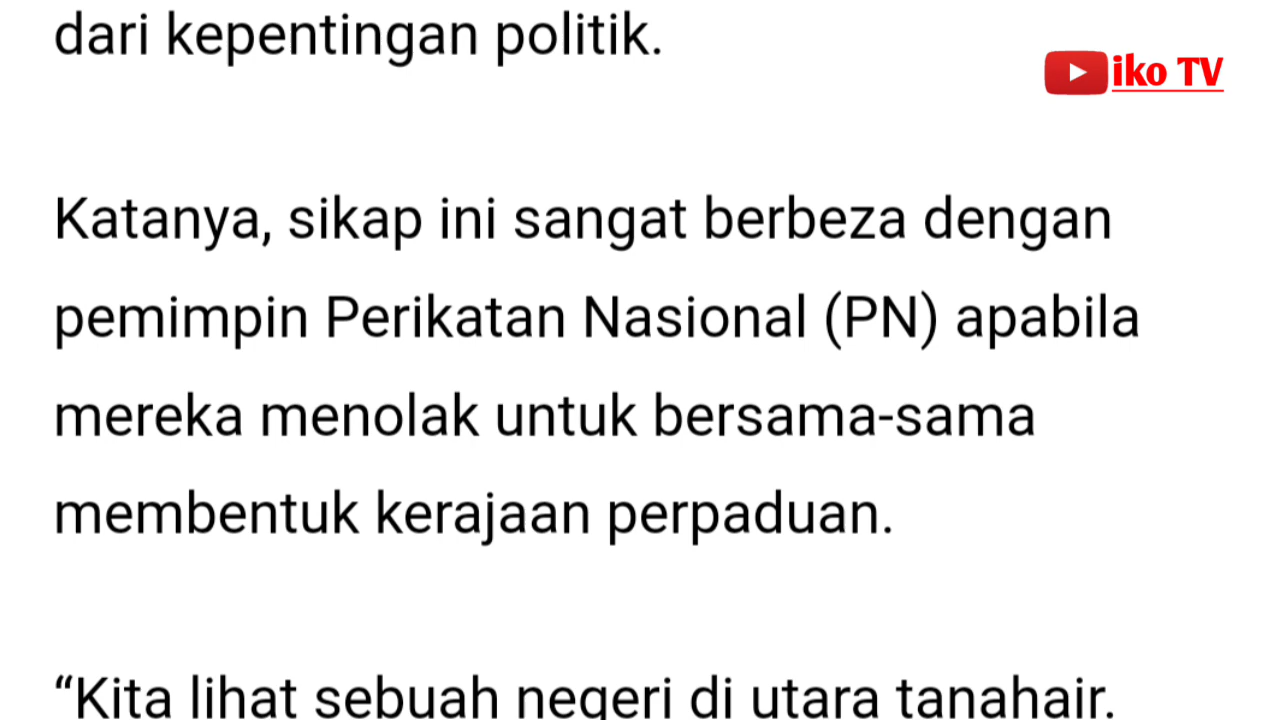 dari kepentingan politik.
iko TV
Katanya, sikap ini sangat berbeza dengan
pemimpin Perikatan Nasional (PN) apabila
mereka menolak untuk bersama-sama
membentuk kerajaan perpaduan.
“Kita lihat sebuah negeri di utara tanahair.